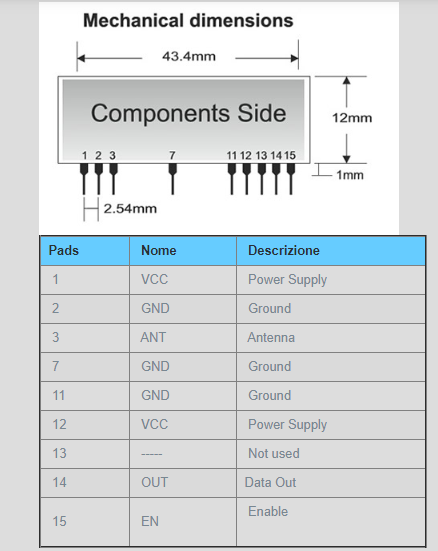 Mechanical dimensions
43.4mm
Components Side
12mm
1 2 3 7 11 12 13 14 15
1mm
2.54mm
Pads Nome Descrizione
1 VCC Power Supply
2 GND Ground
3 ANT Antenna
7 GND Ground
11 GND Ground
12 VCC Power Supply
13 ----- Not used
14 OUT Data Out
15 EN Enable